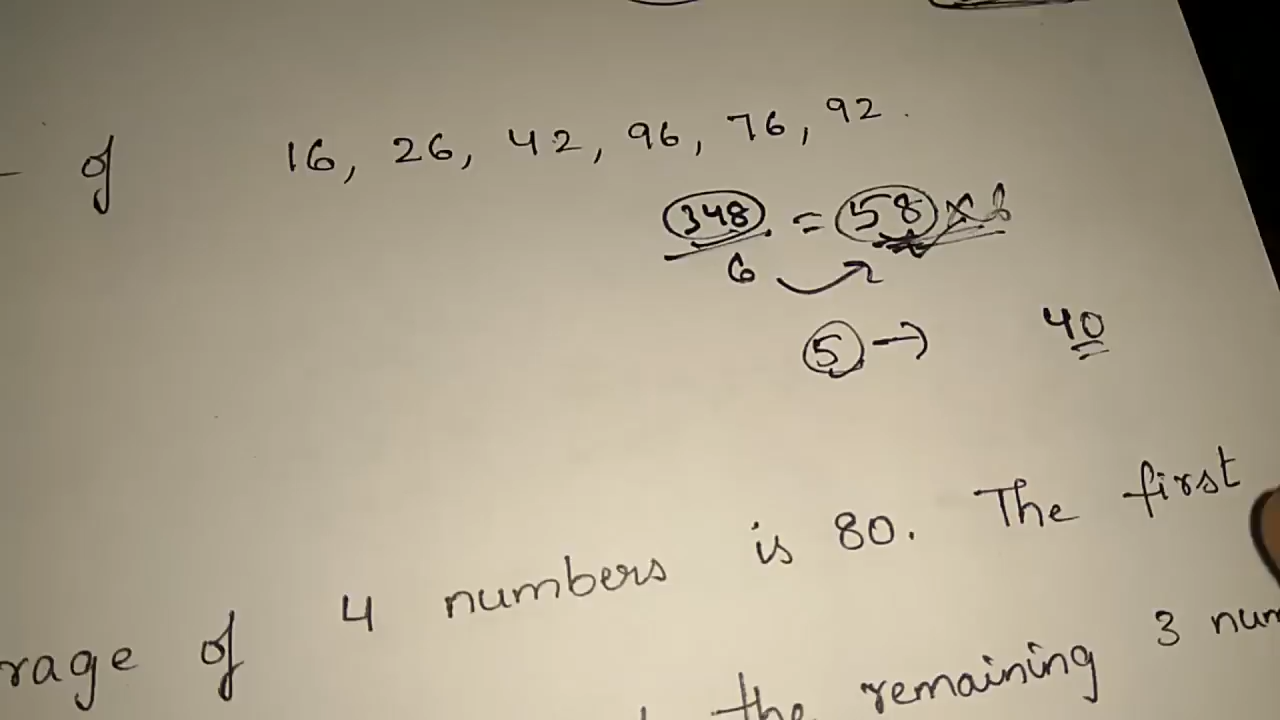 of 16, 26, 42, 96, 76, 92.
348 = 58 × 6
6
5 → 40
rage of 4 numbers is 80. The first
the remaining 3 num